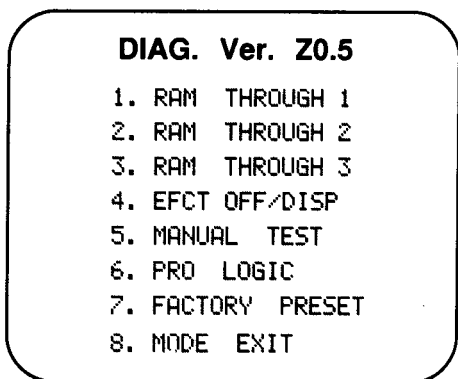 DIAG. Ver. Z0.5
1. RAM THROUGH 1
2. RAM THROUGH 2
3. RAM THROUGH 3
4. EFCT OFF/DISP
5. MANUAL TEST
6. PRO LOGIC
7. FACTORY PRESET
8. MODE EXIT